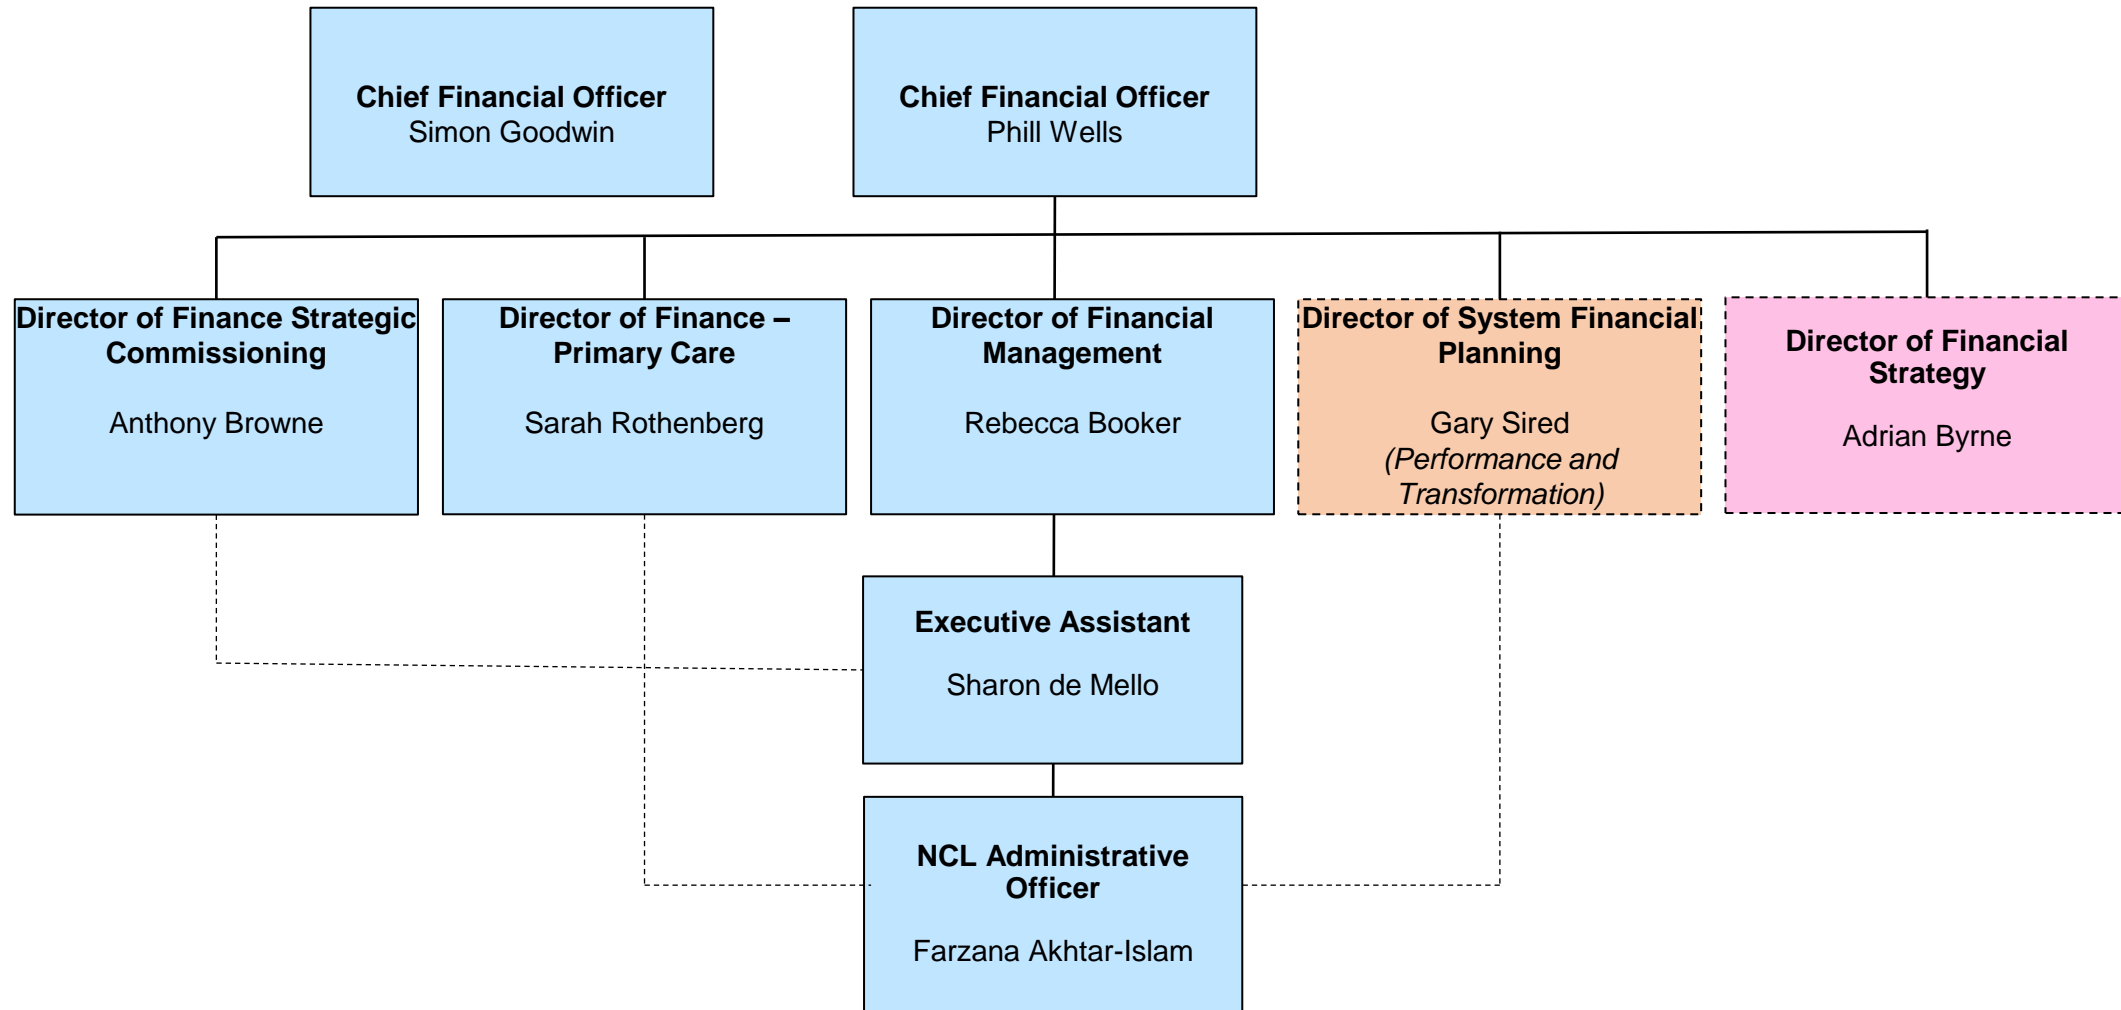 Chief Financial Officer
Simon Goodwin
Chief Financial Officer
Phill Wells
Director of Finance Strategic
Commissioning
Anthony Browne
Director of Finance –
Primary Care
Sarah Rothenberg
Director of Financial
Management
Rebecca Booker
Director of System Financial
Planning
Gary Sired
(Performance and
Transformation)
Director of Financial
Strategy
Adrian Byrne
Executive Assistant
Sharon de Mello
NCL Administrative
Officer
Farzana Akhtar-Islam